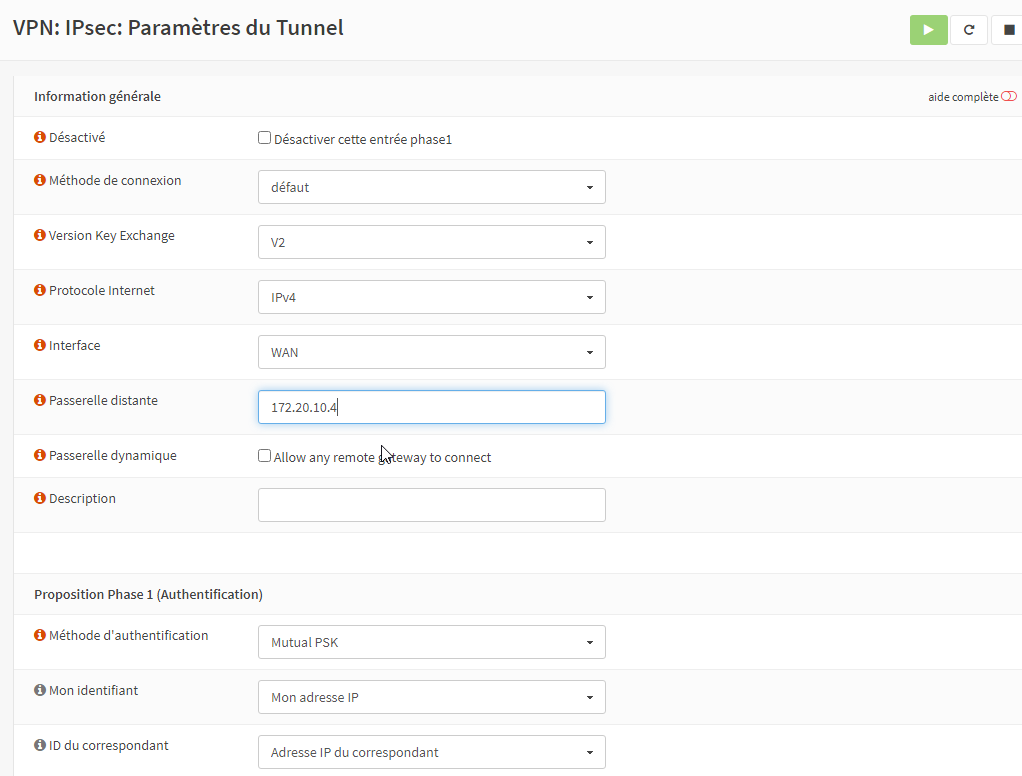 VPN: IPsec: Paramètres du Tunnel
Information générale
aide complète
Désactivé
Désactiver cette entrée phase1
Méthode de connexion
défaut
Version Key Exchange
V2
Protocole Internet
IPv4
Interface
WAN
Passerelle distante
172.20.10.4
Passerelle dynamique
Allow any remote gateway to connect
Description
Proposition Phase 1 (Authentification)
Méthode d'authentification
Mutual PSK
Mon identifiant
Mon adresse IP
ID du correspondant
Adresse IP du correspondant